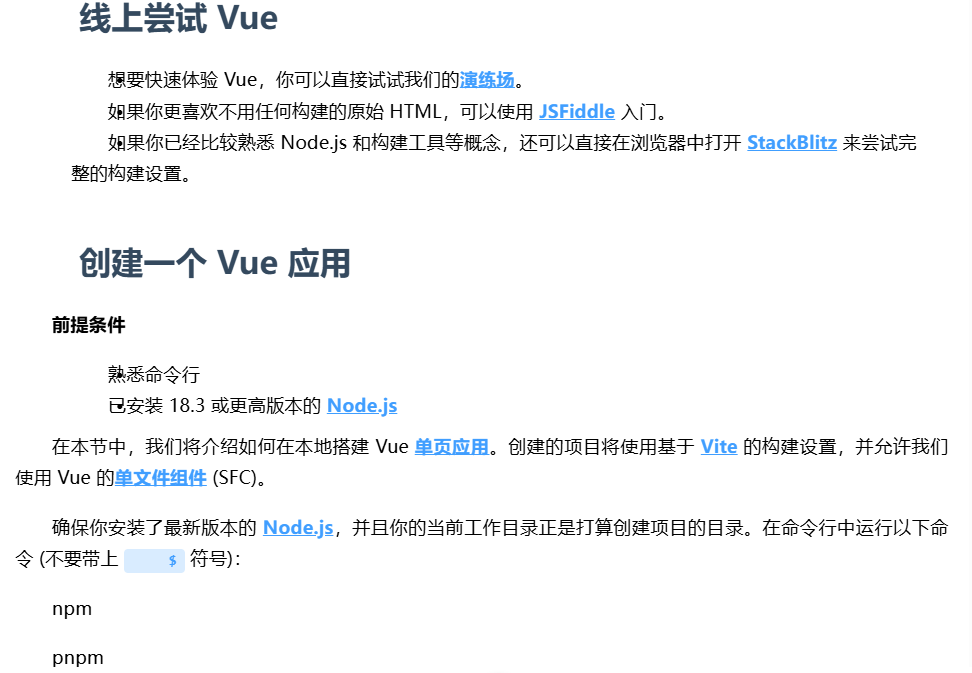 线上尝试 Vue
想要快速体验 Vue，你可以直接试试我们的演练场。
如果你更喜欢不用任何构建的原始 HTML，可以使用 JSFiddle 入门。
如果你已经比较熟悉 Node.js 和构建工具等概念，还可以直接在浏览器中打开 StackBlitz 来尝试完
整的构建设置。
创建一个 Vue 应用
前提条件
熟悉命令行
已安装 18.3 或更高版本的 Node.js
在本节中，我们将介绍如何在本地搭建 Vue 单页应用。创建的项目将使用基于 Vite 的构建设置，并允许我们
使用 Vue 的单文件组件 (SFC)。
确保你安装了最新版本的 Node.js，并且你的当前工作目录正是打算创建项目的目录。在命令行中运行以下命
令 (不要带上 $ 符号)：
npm
pnpm